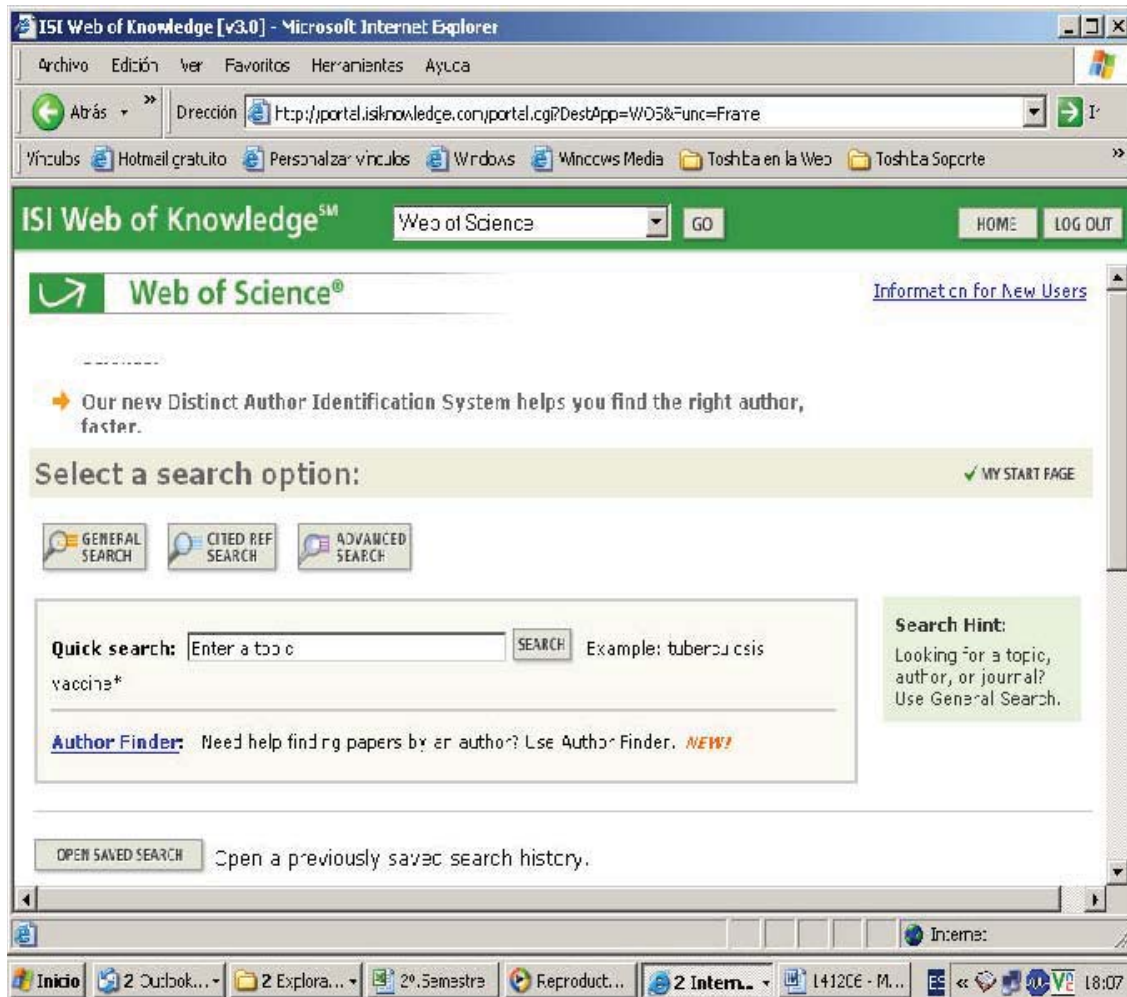 ISI Web of Knowledge [v3.0] - Microsoft Internet Explorer
Archivo Edición Ver Favoritos Herramientas Ayuda
Atrás » Dirección http://portal.isiknowledge.com/portal.cgi?DestApp=WOS&Func=Frame Ir
Vínculos Hotmail gratuito Personalizar vínculos Windows Windows Media Toshiba en la Web Toshiba Soporte »
ISI Web of Knowledge℠ Web of Science GO HOME LOG OUT
Web of Science® Information for New Users
Our new Distinct Author Identification System helps you find the right author,
faster.
Select a search option: MY START PAGE
GENERAL SEARCH CITED REF SEARCH ADVANCED SEARCH
Quick search: Enter a topic SEARCH Example: tuberculosis
vaccine*
Author Finder: Need help finding papers by an author? Use Author Finder. NEW!
Search Hint:
Looking for a topic,
author, or journal?
Use General Search.
OPEN SAVED SEARCH Open a previously saved search history.
Internet
Inicio 2 Outlook... 2 Explora... 2º.Semestre Reproduct... 2 Intern... 141206 - M... ES « 18:07